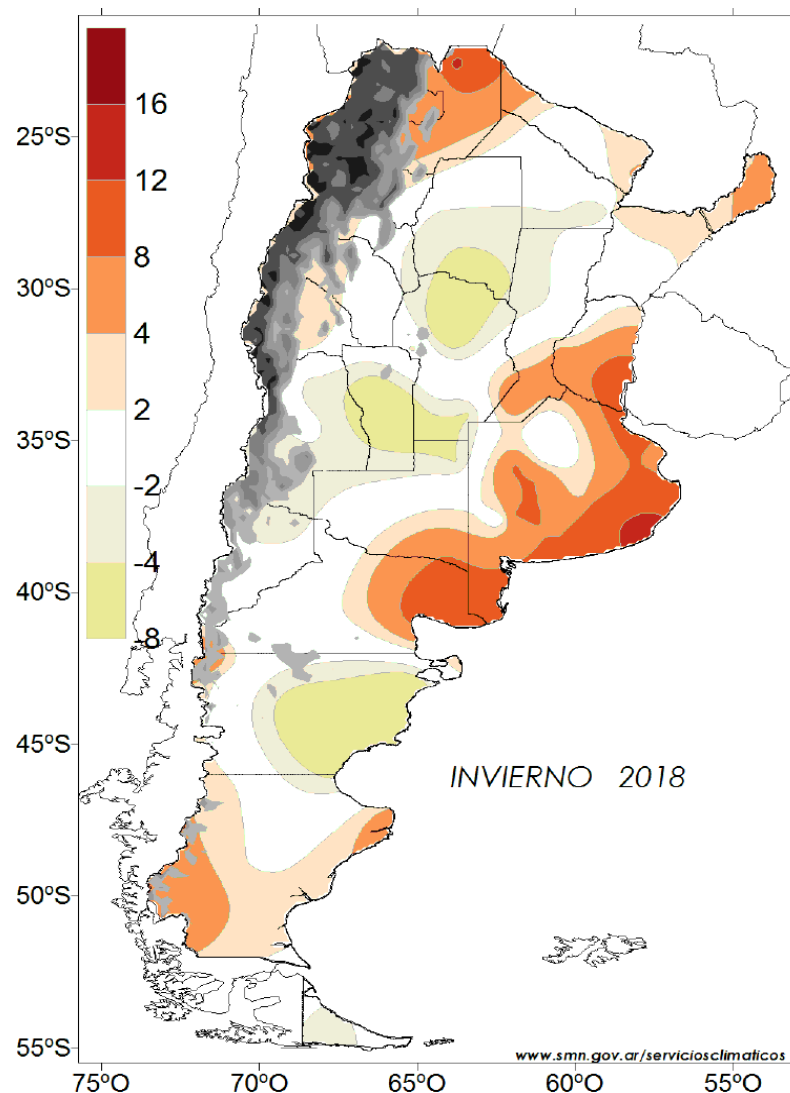 16
12
8
4
2
-2
-4
-8
25ºS
30ºS
35ºS
40ºS
45ºS
50ºS
55ºS
INVIERNO 2018
www.smn.gov.ar/serviciosclimaticos
75ºO
70ºO
65ºO
60ºO
55ºO